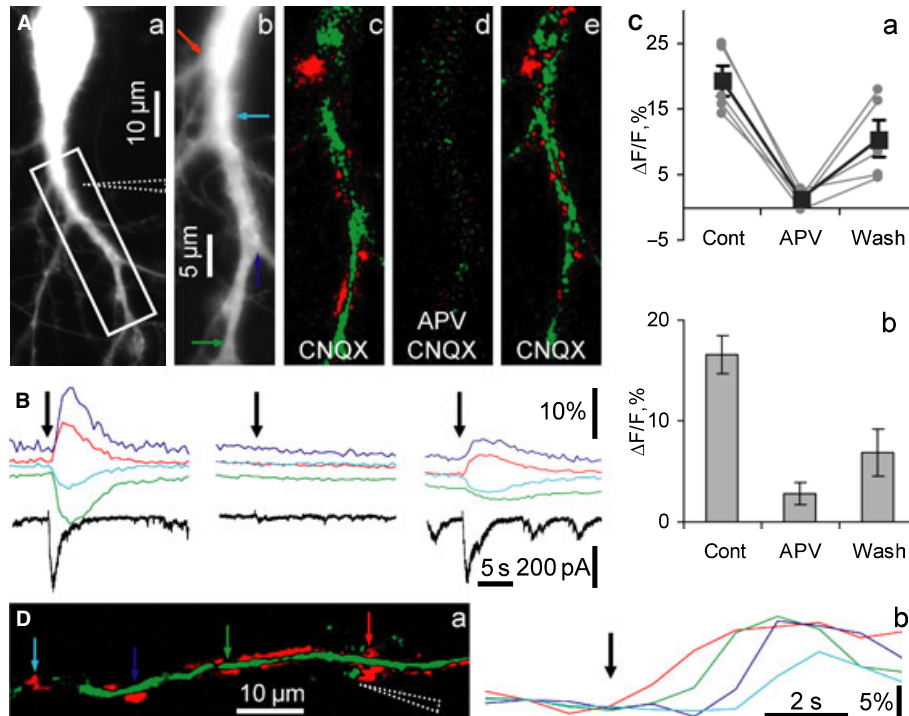 A
a
10 µm
b
5 µm
c
CNQX
d
APV
CNQX
e
CNQX
B
10%
5 s 200 pA
C
a
ΔF/F, %
25
15
5
–5
Cont APV Wash
b
ΔF/F, %
20
10
0
Cont APV Wash
D
a
10 µm
b
2 s
5%